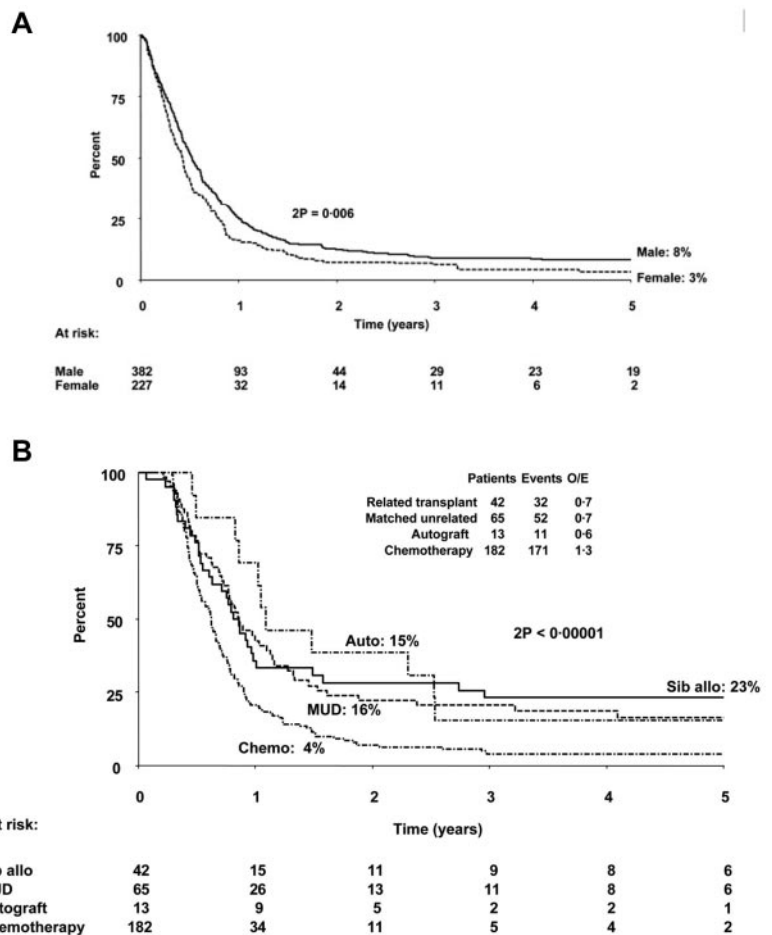 A
100
75
50
25
0
Percent
2P = 0·006
Male: 8%
Female: 3%
0 1 2 3 4 5
Time (years)
At risk:
Male 382 93 44 29 23 19
Female 227 32 14 11 6 2
B
100
75
50
25
0
Percent
Patients Events O/E
Related transplant 42 32 0·7
Matched unrelated 65 52 0·7
Autograft 13 11 0·6
Chemotherapy 182 171 1·3
2P < 0·00001
Auto: 15%
Sib allo: 23%
MUD: 16%
Chemo: 4%
0 1 2 3 4 5
Time (years)
t risk:
allo 42 15 11 9 8 6
D 65 26 13 11 8 6
tograft 13 9 5 2 2 1
emotherapy 182 34 11 5 4 2